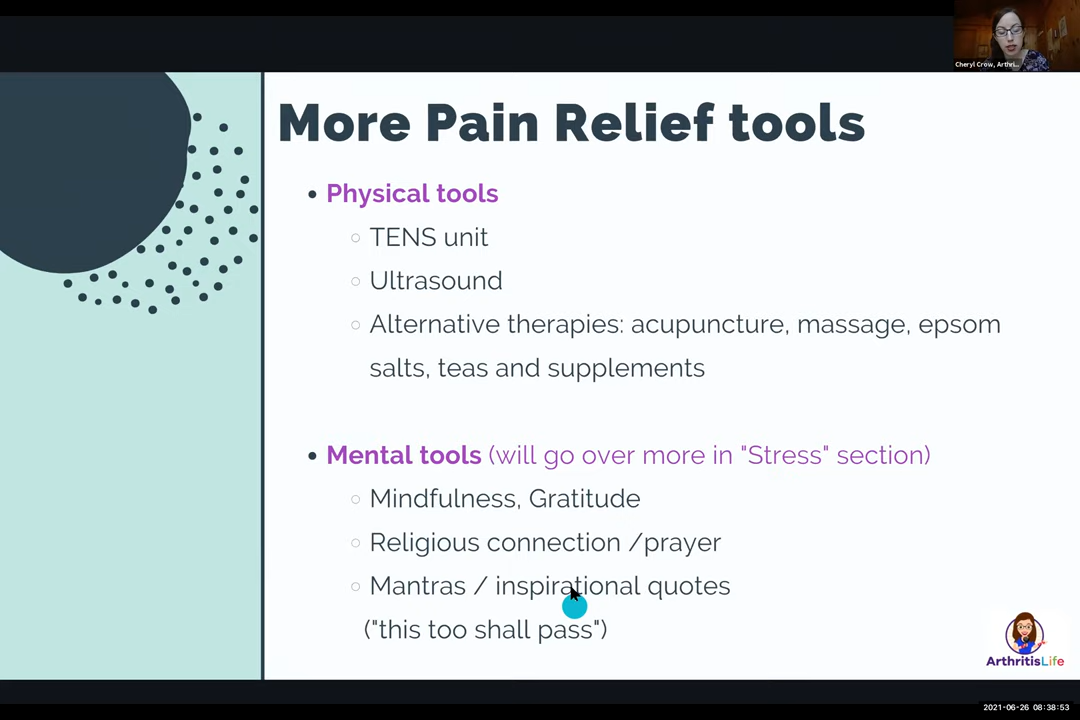 Cheryl Crow, Arthri...
More Pain Relief tools
• Physical tools
○ TENS unit
○ Ultrasound
○ Alternative therapies: acupuncture, massage, epsom
salts, teas and supplements
• Mental tools (will go over more in "Stress" section)
○ Mindfulness, Gratitude
○ Religious connection /prayer
○ Mantras / inspirational quotes
("this too shall pass")
ArthritisLife
2021-06-26 08:38:53